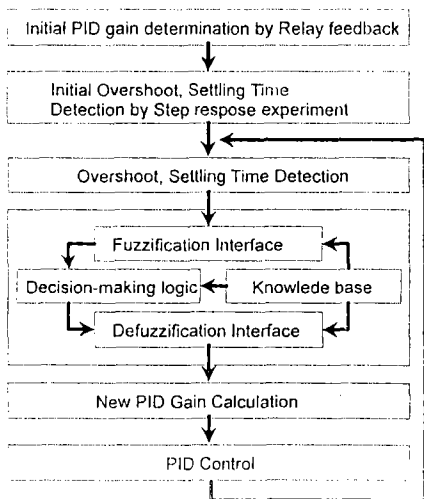 Initial PID gain determination by Relay feedback
Initial Overshoot, Settling Time
Detection by Step respose experiment
Overshoot, Settling Time Detection
Fuzzification Interface
Decision-making logic
Knowlede base
Defuzzification Interface
New PID Gain Calculation
PID Control